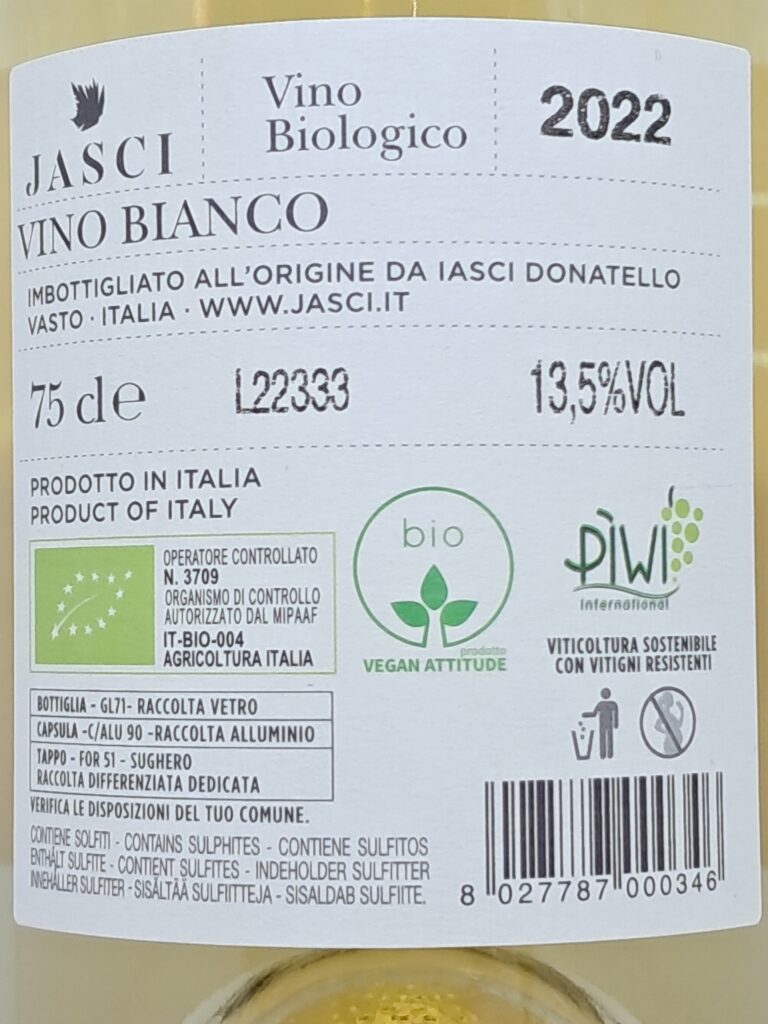 JASCI
Vino
Biologico
2022
VINO BIANCO
IMBOTTIGLIATO ALL'ORIGINE DA IASCI DONATELLO
VASTO · ITALIA · WWW.JASCI.IT
75 cl e
L22333
13,5%VOL
PRODOTTO IN ITALIA
PRODUCT OF ITALY
OPERATORE CONTROLLATO
N. 3709
ORGANISMO DI CONTROLLO
AUTORIZZATO DAL MIPAAF
IT-BIO-004
AGRICOLTURA ITALIA
bio
prodotto
VEGAN ATTITUDE
PIWI
International
VITICOLTURA SOSTENIBILE
CON VITIGNI RESISTENTI
BOTTIGLIA - GL71- RACCOLTA VETRO
CAPSULA -C/ALU 90 -RACCOLTA ALLUMINIO
TAPPO - FOR 51 - SUGHERO
RACCOLTA DIFFERENZIATA DEDICATA
VERIFICA LE DISPOSIZIONI DEL TUO COMUNE.
CONTIENE SOLFITI - CONTAINS SULPHITES - CONTIENE SULFITOS
ENTHÄLT SULFITE - CONTIENT SULFITES - INDEHOLDER SULFITTER
INNEHÅLLER SULFITER - SISÄLTÄÄ SULFIITTEJA - SISALDAB SULFIITE.
8 027787 000346